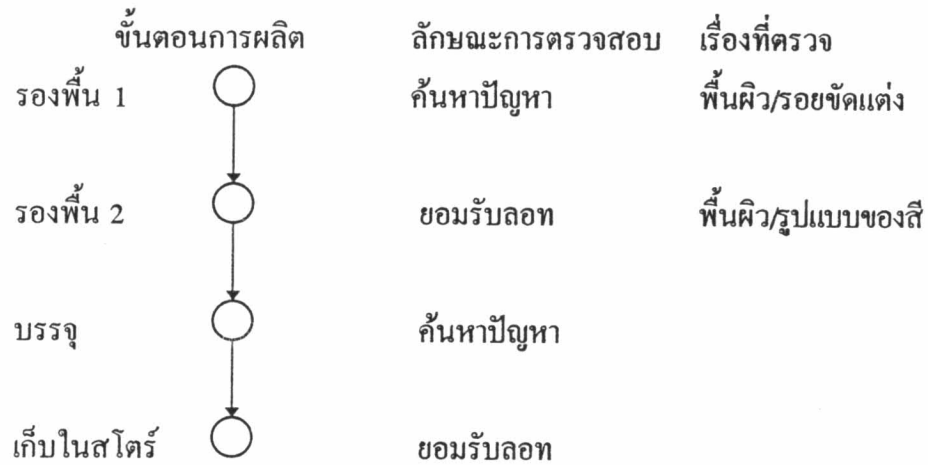 ขั้นตอนการผลิต ลักษณะการตรวจสอบ เรื่องที่ตรวจ
รองพื้น 1 ค้นหาปัญหา พื้นผิว/รอยขัดแต่ง
รองพื้น 2 ยอมรับลอท พื้นผิว/รูปแบบของสี
บรรจุ ค้นหาปัญหา
เก็บในสโตร์ ยอมรับลอท